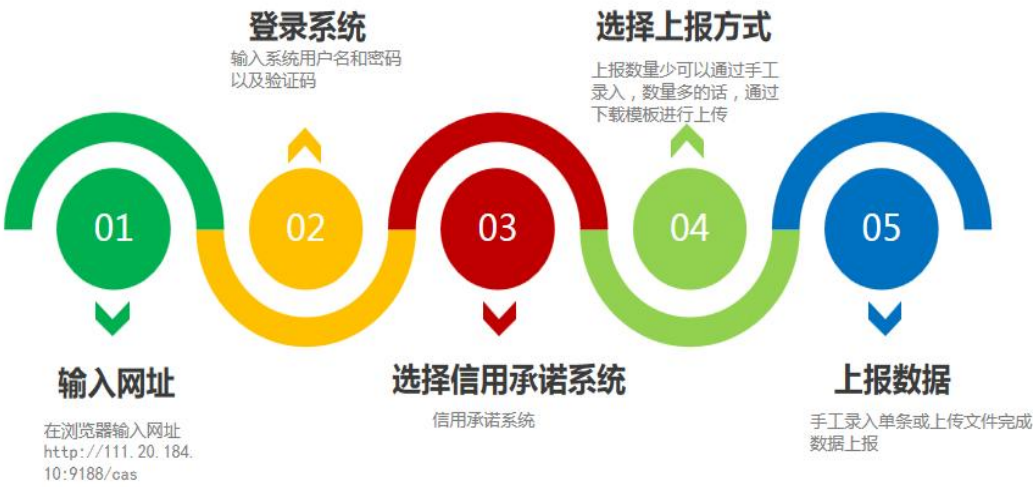 登录系统
输入系统用户名和密码
以及验证码
选择上报方式
上报数量少可以通过手工
录入，数量多的话，通过
下载模板进行上传
01
02
03
04
05
输入网址
在浏览器输入网址
http://111.20.184.
10:9188/cas
选择信用承诺系统
信用承诺系统
上报数据
手工录入单条或上传文件完成
数据上报